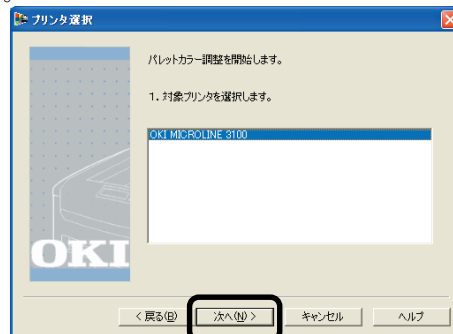 プリンタ選択
パレットカラー調整を開始します。
1. 対象プリンタを選択します。
OKI MICROLINE 3100
OKI
< 戻る(B) 次へ(N) > キャンセル ヘルプ